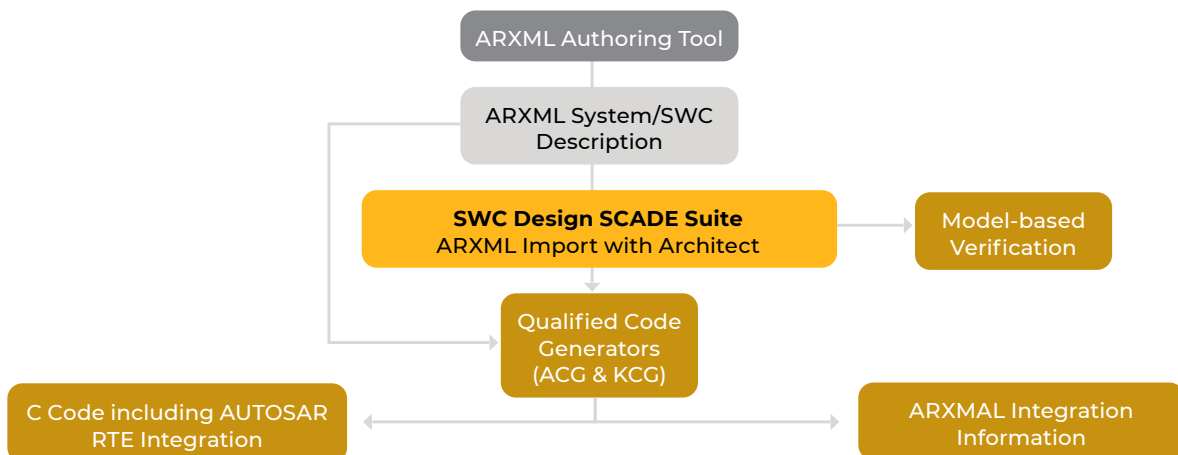 ARXML Authoring Tool
ARXML System/SWC
Description
SWC Design SCADE Suite
ARXML Import with Architect
Model-based
Verification
Qualified Code
Generators
(ACG & KCG)
C Code including AUTOSAR
RTE Integration
ARXMAL Integration
Information